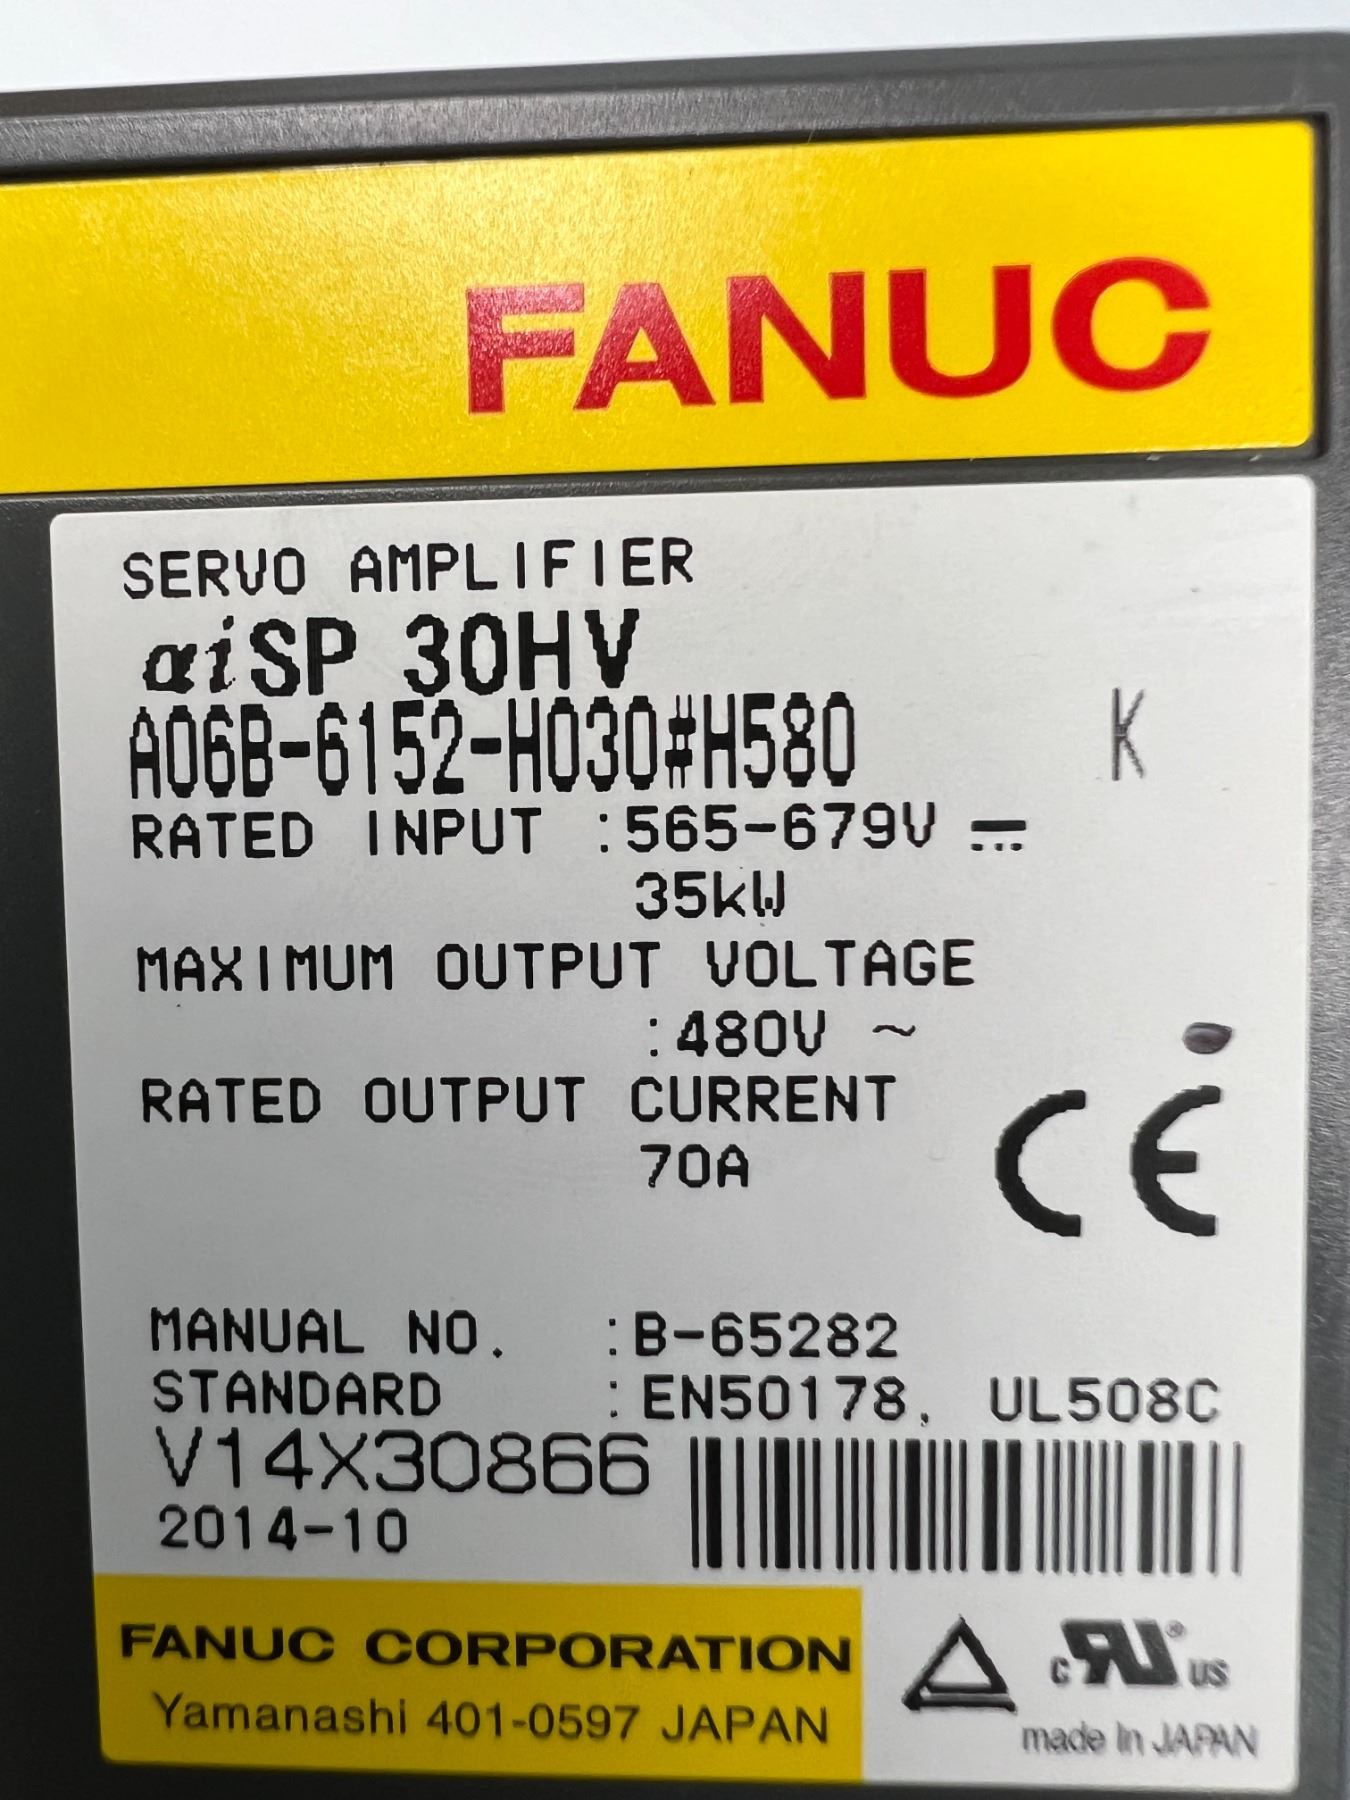 FANUC
SERVO AMPLIFIER
αiSP 30HV
A06B-6152-H030#H580 K
RATED INPUT :565-679V ⎓
35kW
MAXIMUM OUTPUT VOLTAGE
:480V ~
RATED OUTPUT CURRENT
70A
CE
MANUAL NO. :B-65282
STANDARD :EN50178, UL508C
V14X30866
2014-10
FANUC CORPORATION
Yamanashi 401-0597 JAPAN
c RU® US
made in JAPAN